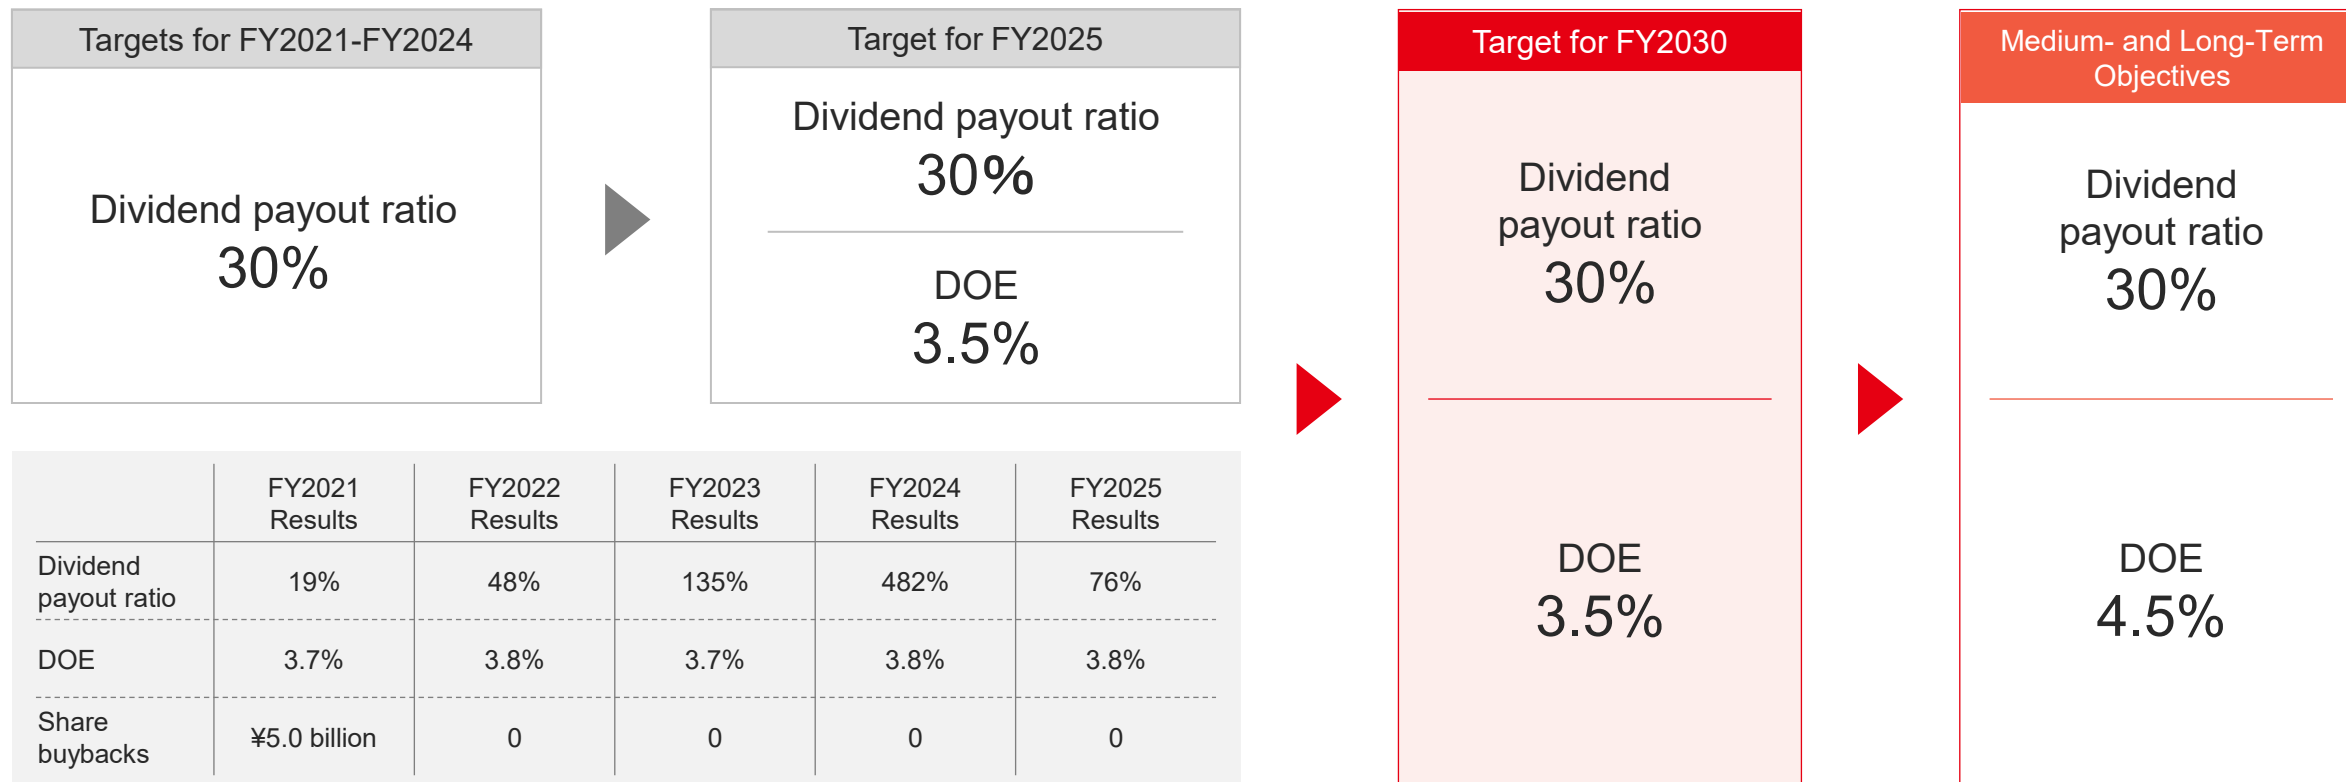 Targets for FY2021-FY2024
Dividend payout ratio
30%
Target for FY2025
Dividend payout ratio
30%
DOE
3.5%
Target for FY2030
Dividend
payout ratio
30%
DOE
3.5%
Medium- and Long-Term
Objectives
Dividend
payout ratio
30%
DOE
4.5%
FY2021
Results
FY2022
Results
FY2023
Results
FY2024
Results
FY2025
Results
Dividend
payout ratio
19%
48%
135%
482%
76%
DOE
3.7%
3.8%
3.7%
3.8%
3.8%
Share
buybacks
¥5.0 billion
0
0
0
0